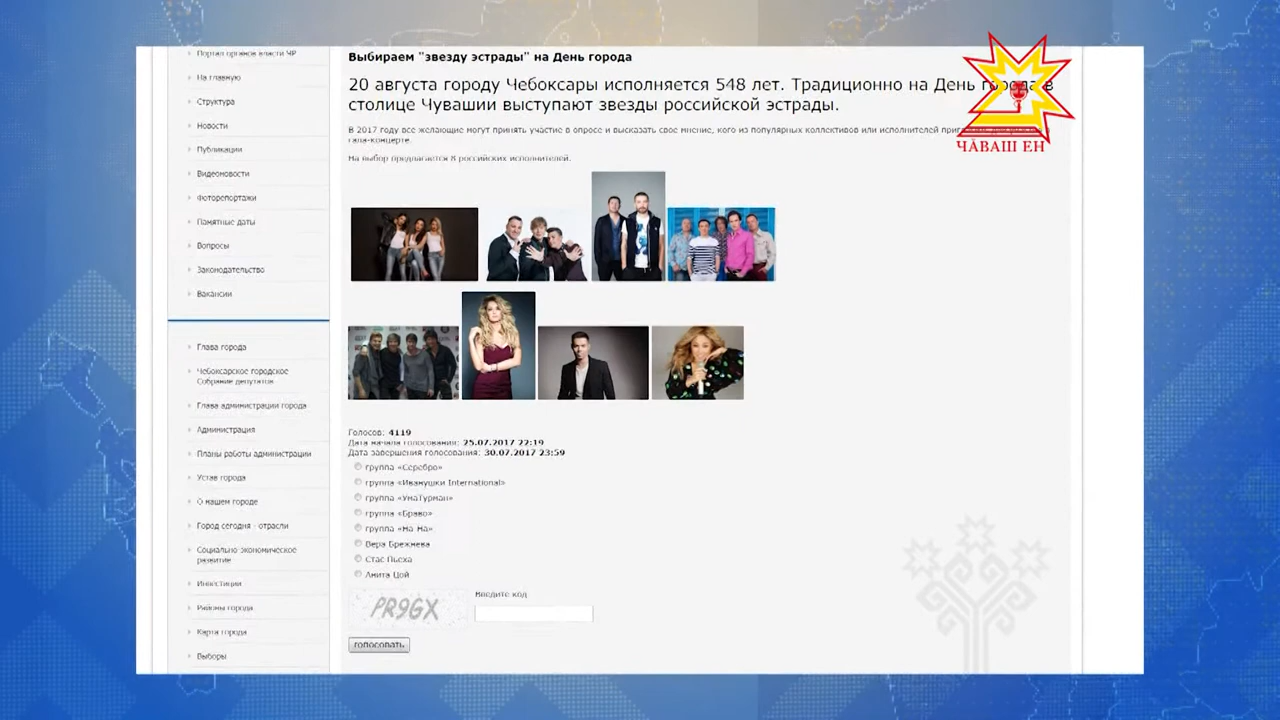 Портал органов власти ЧР
На главную
Структура
Новости
Публикации
Видеоновости
Фоторепортажи
Памятные даты
Вопросы
Законодательство
Вакансии
Глава города
Чебоксарское городское
Собрание депутатов
Глава администрации города
Администрация
Планы работы администрации
Устав города
О нашем городе
Город сегодня - отрасли
Социально-экономическое
развитие
Инвестиции
Районы города
Карта города
Выборы
Выбираем "звезду эстрады" на День города
20 августа городу Чебоксары исполняется 548 лет. Традиционно на День города в
столице Чувашии выступают звезды российской эстрады.
В 2017 году все желающие могут принять участие в опросе и высказать свое мнение, кого из популярных коллективов или исполнителей
гала-концерте.
На выбор предлагается 8 российских исполнителей.
Голосов: 4119
Дата начала голосования: 25.07.2017 22:19
Дата завершения голосования: 30.07.2017 23:59
группа «Серебро»
группа «Иванушки International»
группа «УмаТурман»
группа «Браво»
группа «На-На»
Вера Брежнева
Стас Пьеха
Анита Цой
PR9GX
Введите код
голосовать
ЧӐВАШ ЕН